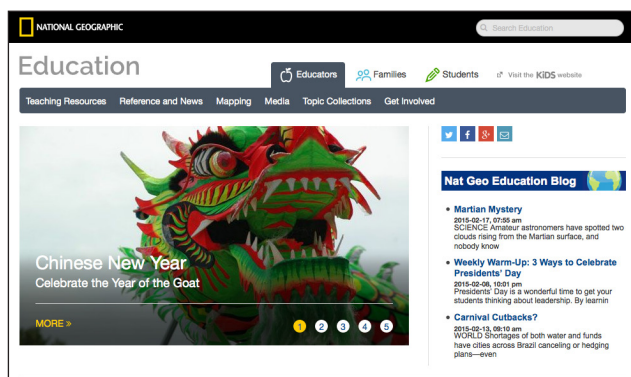 NATIONAL GEOGRAPHIC
Search Education
Education
Educators
Families
Students
Visit the KiDS website
Teaching Resources Reference and News Mapping Media Topic Collections Get Involved
Chinese New Year
Celebrate the Year of the Goat
MORE »
1 2 3 4 5
Nat Geo Education Blog
Martian Mystery
2015-02-17, 07:55 am
SCIENCE Amateur astronomers have spotted two
clouds rising from the Martian surface, and
nobody know
Weekly Warm-Up: 3 Ways to Celebrate
Presidents' Day
2015-02-08, 10:01 pm
Presidents' Day is a wonderful time to get your
students thinking about leadership. By learnin
Carnival Cutbacks?
2015-02-13, 09:10 am
WORLD Shortages of both water and funds
have cities across Brazil canceling or hedging
plans—even